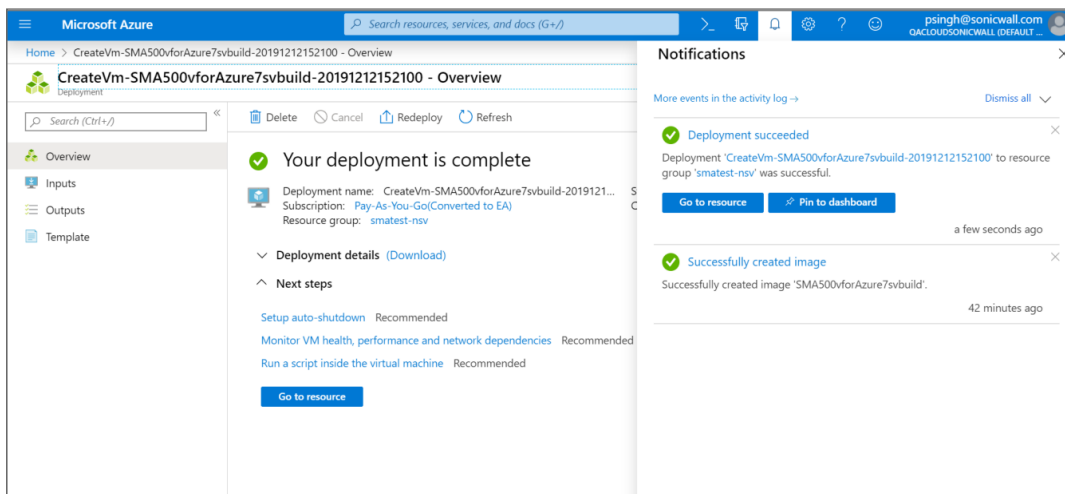 Microsoft Azure
Search resources, services, and docs (G+/)
psingh@sonicwall.com
QACLOUDSONICWALL (DEFAULT ...
Home > CreateVm-SMA500vforAzure7svbuild-20191212152100 - Overview
CreateVm-SMA500vforAzure7svbuild-20191212152100 - Overview
Deployment
Search (Ctrl+/)
Overview
Inputs
Outputs
Template
Delete Cancel Redeploy Refresh
Your deployment is complete
Deployment name: CreateVm-SMA500vforAzure7svbuild-2019121... S
Subscription: Pay-As-You-Go(Converted to EA) C
Resource group: smatest-nsv
Deployment details (Download)
Next steps
Setup auto-shutdown Recommended
Monitor VM health, performance and network dependencies Recommended
Run a script inside the virtual machine Recommended
Go to resource
Notifications
More events in the activity log →
Dismiss all
Deployment succeeded
Deployment 'CreateVm-SMA500vforAzure7svbuild-20191212152100' to resource
group 'smatest-nsv' was successful.
Go to resource Pin to dashboard
a few seconds ago
Successfully created image
Successfully created image 'SMA500vforAzure7svbuild'.
42 minutes ago